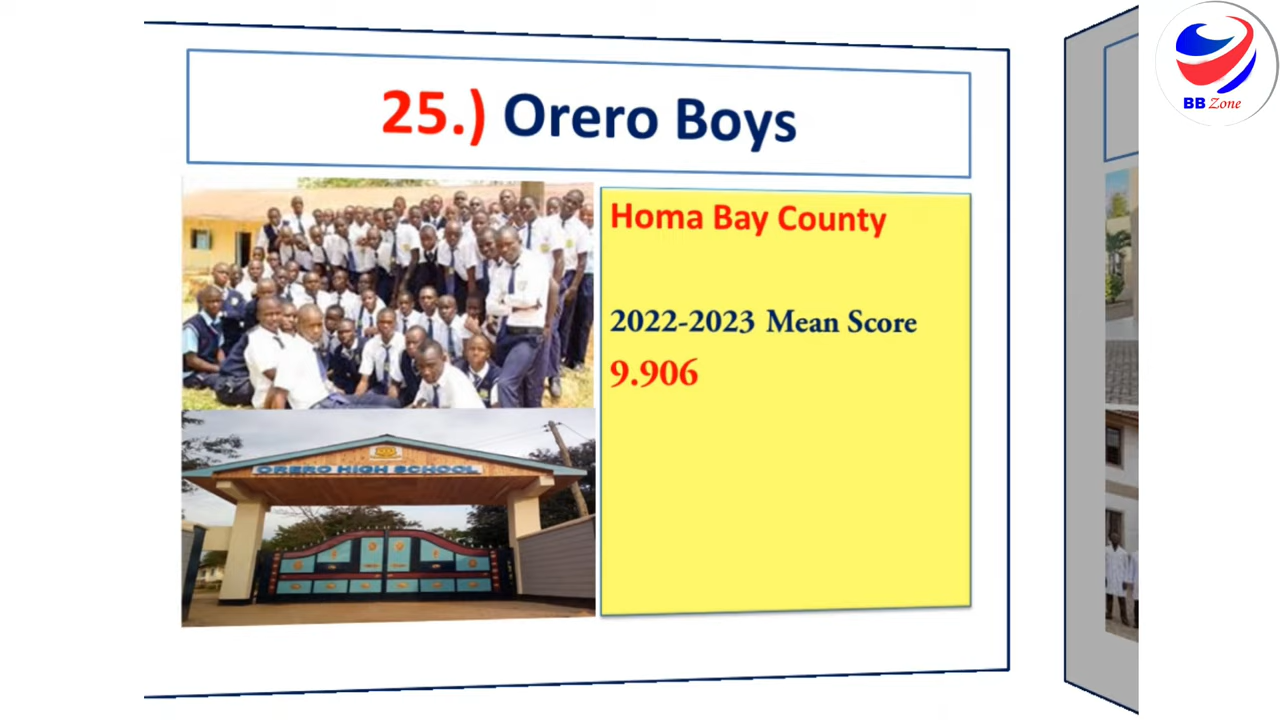 25.) Orero Boys
Homa Bay County
2022-2023 Mean Score
9.906
ORERO HIGH SCHOOL
BB Zone